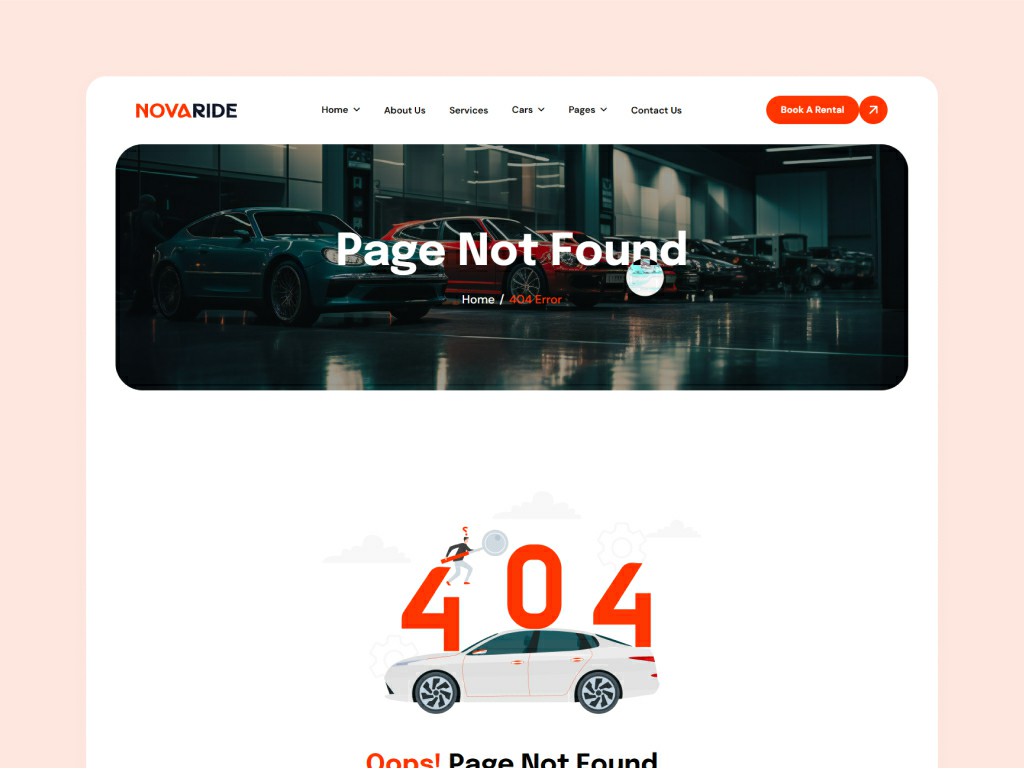 NOVARIDE
Home About Us Services Cars Pages Contact Us
Book A Rental
Page Not Found
Home / 404 Error
?
404
Oops! Page Not Found